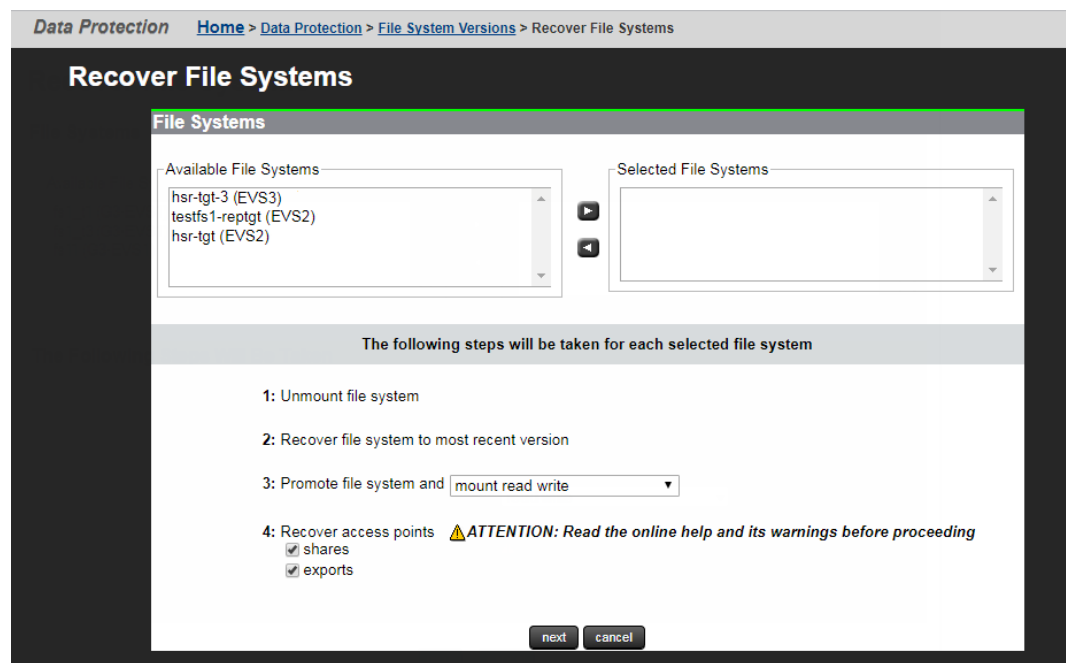 Data Protection Home > Data Protection > File System Versions > Recover File Systems
Recover File Systems
File Systems
Available File Systems
hsr-tgt-3 (EVS3)
testfs1-reptgt (EVS2)
hsr-tgt (EVS2)
Selected File Systems
The following steps will be taken for each selected file system
1: Unmount file system
2: Recover file system to most recent version
3: Promote file system and mount read write
4: Recover access points ATTENTION: Read the online help and its warnings before proceeding
shares
exports
next cancel